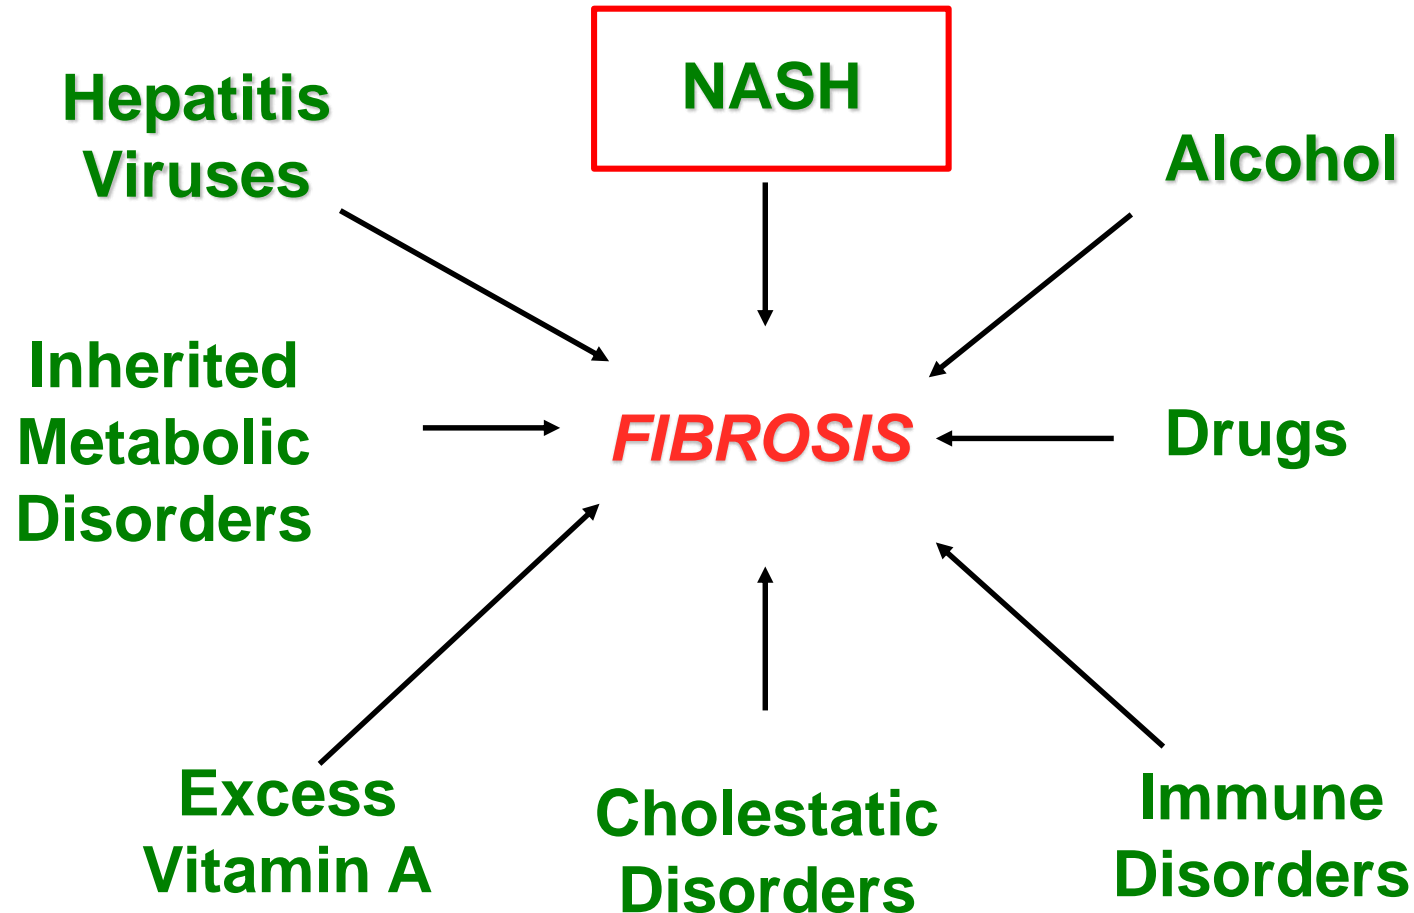 NASH
Hepatitis
Viruses
Alcohol
Inherited
Metabolic
Disorders
FIBROSIS
Drugs
Excess
Vitamin A
Cholestatic
Disorders
Immune
Disorders